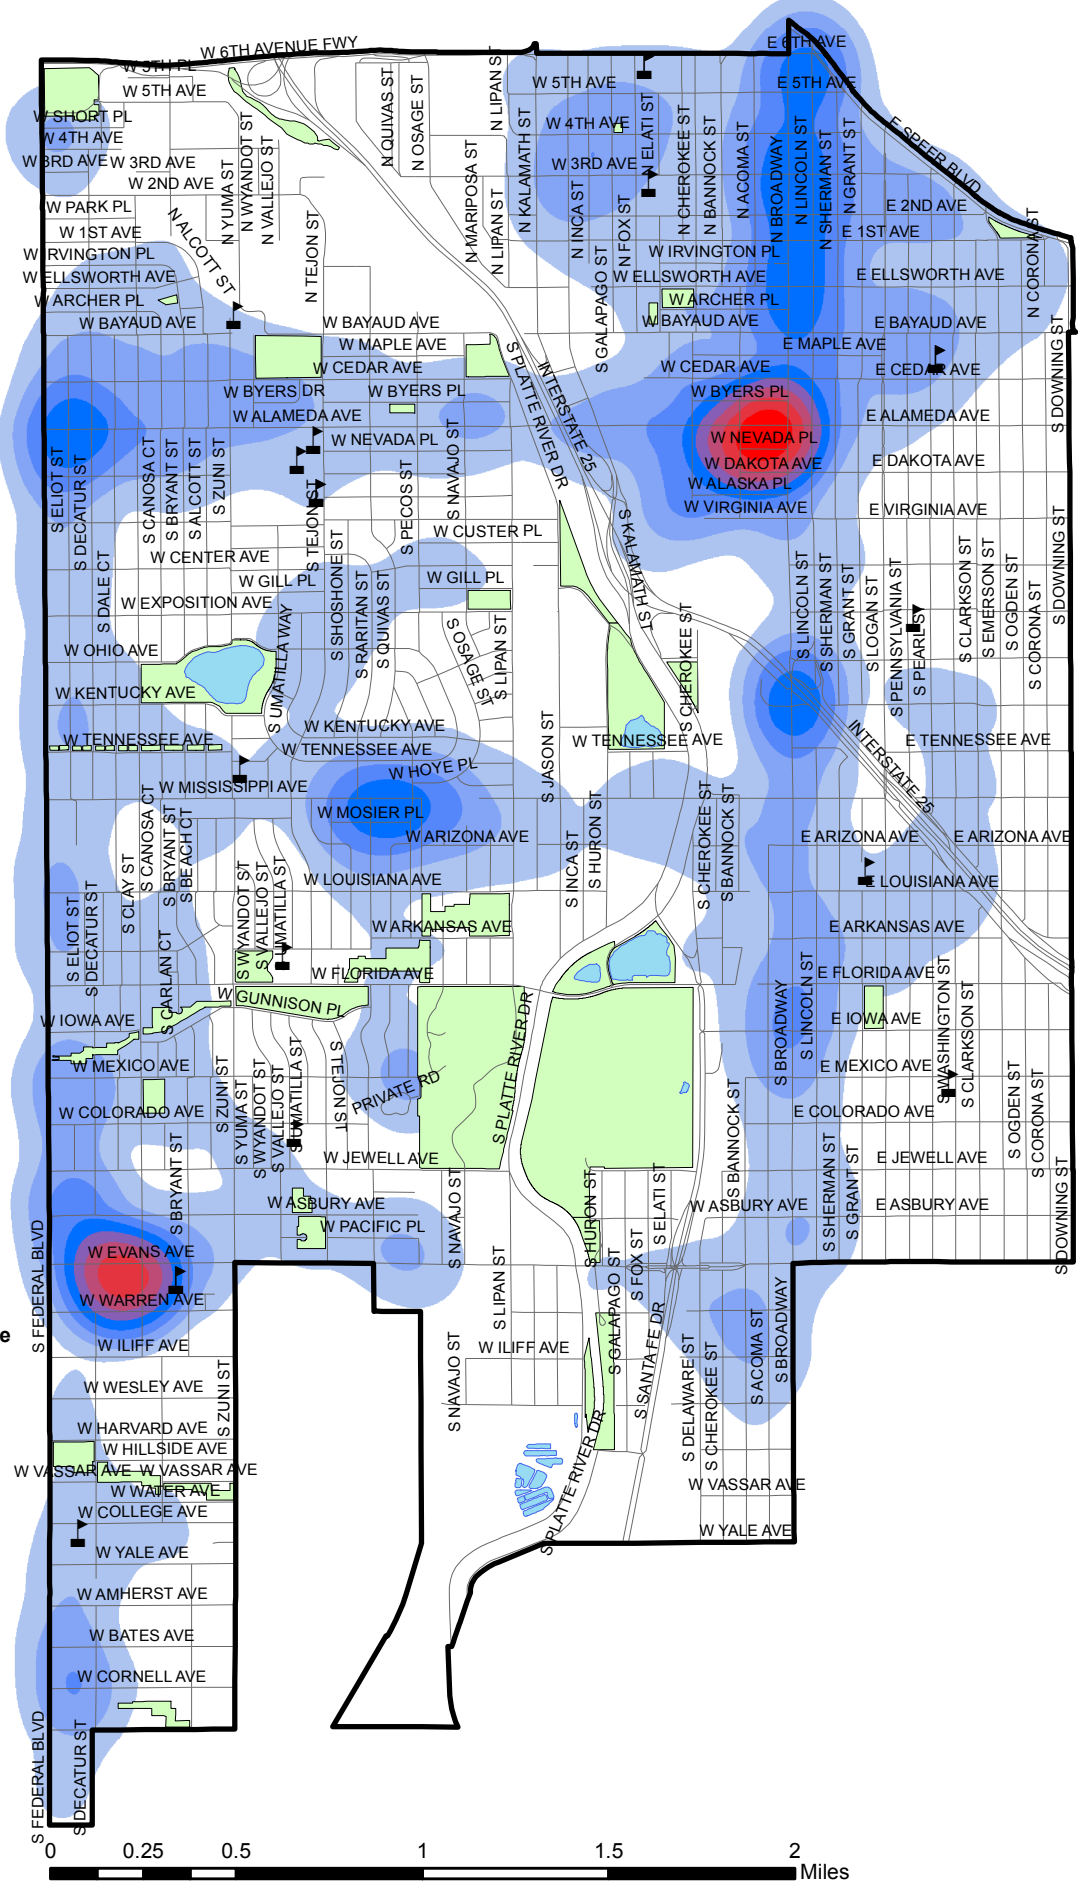 W 6TH AVENUE FWY
E 6TH AVE
W 5TH PL
W 5TH AVE
W 5TH AVE
E 5TH AVE
W SHORT PL
W 4TH AVE
W 4TH AVE
W 3RD AVE
W 3RD AVE
W 3RD AVE
W 2ND AVE
W PARK PL
W 1ST AVE
W IRVINGTON PL
W ELLSWORTH AVE
W ARCHER PL
W BAYAUD AVE
N ALCOTT ST
N YUMA ST
N WYANDOT ST
N VALLEJO ST
N TEJON ST
N QUIVAS ST
N OSAGE ST
N LIPAN ST
N MARIPOSA ST
N LIPAN ST
N KALAMATH ST
N INCA ST
S GALAPAGO ST
N FOX ST
N ELATI ST
N CHEROKEE ST
N BANNOCK ST
N ACOMA ST
N BROADWAY
N LINCOLN ST
N SHERMAN ST
N GRANT ST
E SPEER BLVD
E 2ND AVE
E 1ST AVE
N CORONA ST
W IRVINGTON PL
W ELLSWORTH AVE
E ELLSWORTH AVE
W ARCHER PL
W BAYAUD AVE
E BAYAUD AVE
W BAYAUD AVE
W MAPLE AVE
E MAPLE AVE
W CEDAR AVE
W CEDAR AVE
E CEDAR AVE
W BYERS DR
W BYERS PL
W BYERS PL
W ALAMEDA AVE
E ALAMEDA AVE
W NEVADA PL
W NEVADA PL
W DAKOTA AVE
E DAKOTA AVE
W ALASKA PL
W VIRGINIA AVE
E VIRGINIA AVE
S DOWNING ST
S PLATTE RIVER DR
INTERSTATE 25
S KALAMATH ST
S ELIOT ST
S DECATUR ST
S DALE CT
S CANOSA CT
S BRYANT ST
S ALCOTT ST
S ZUNI ST
S TEJON ST
S PECOS ST
S NAVAJO ST
W CUSTER PL
W CENTER AVE
W GILL PL
W GILL PL
W EXPOSITION AVE
S SHOSHONE ST
S RARITAN ST
S QUIVAS ST
S OSAGE ST
S LIPAN ST
S UMATILLA WAY
W OHIO AVE
W KENTUCKY AVE
W KENTUCKY AVE
W TENNESSEE AVE
W TENNESSEE AVE
W TENNESSEE AVE
E TENNESSEE AVE
S CHEROKEE ST
S LINCOLN ST
S SHERMAN ST
S GRANT ST
S LOGAN ST
S PENNSYLVANIA ST
S PEARL ST
S CLARKSON ST
S EMERSON ST
S OGDEN ST
S CORONA ST
S DOWNING ST
INTERSTATE 25
W HOYE PL
W MISSISSIPPI AVE
W MOSIER PL
W ARIZONA AVE
E ARIZONA AVE
E ARIZONA AVE
W LOUISIANA AVE
E LOUISIANA AVE
S JASON ST
S INCA ST
S HURON ST
S CHEROKEE ST
S BANNOCK ST
S CLAY ST
S CANOSA CT
S BRYANT ST
S BEACH CT
S ELIOT ST
S DECATUR ST
S CARLAN CT
S WYANDOT ST
S VALLEJO ST
S UMATILLA ST
W ARKANSAS AVE
E ARKANSAS AVE
W FLORIDA AVE
E FLORIDA AVE
W GUNNISON PL
W IOWA AVE
E IOWA AVE
W MEXICO AVE
E MEXICO AVE
W COLORADO AVE
E COLORADO AVE
PRIVATE RD
S PLATTE RIVER DR
S BROADWAY
S LINCOLN ST
S WASHINGTON ST
S CLARKSON ST
S ZUNI ST
S YUMA ST
S WYANDOT ST
S VALLEJO ST
S UMATILLA ST
S TEJON ST
W JEWELL AVE
E JEWELL AVE
S BRYANT ST
W ASBURY AVE
W ASBURY AVE
E ASBURY AVE
W PACIFIC PL
S NAVAJO ST
S HURON ST
S ELATI ST
S BANNOCK ST
S SHERMAN ST
S GRANT ST
S OGDEN ST
S CORONA ST
S DOWNING ST
S FEDERAL BLVD
W EVANS AVE
W WARREN AVE
W ILIFF AVE
W ILIFF AVE
S LIPAN ST
S GALAPAGO ST
S FOX ST
S SANTA FE DR
S DELAWARE ST
S CHEROKEE ST
S ACOMA ST
S BROADWAY
e
W WESLEY AVE
S ZUNI ST
S NAVAJO ST
W HARVARD AVE
W HILLSIDE AVE
W VASSAR AVE
W VASSAR AVE
W VASSAR AVE
W WATER AVE
W COLLEGE AVE
W YALE AVE
W YALE AVE
S PLATTE RIVER DR
W AMHERST AVE
W BATES AVE
W CORNELL AVE
S FEDERAL BLVD
S DECATUR ST
0 0.25 0.5 1 1.5 2
Miles